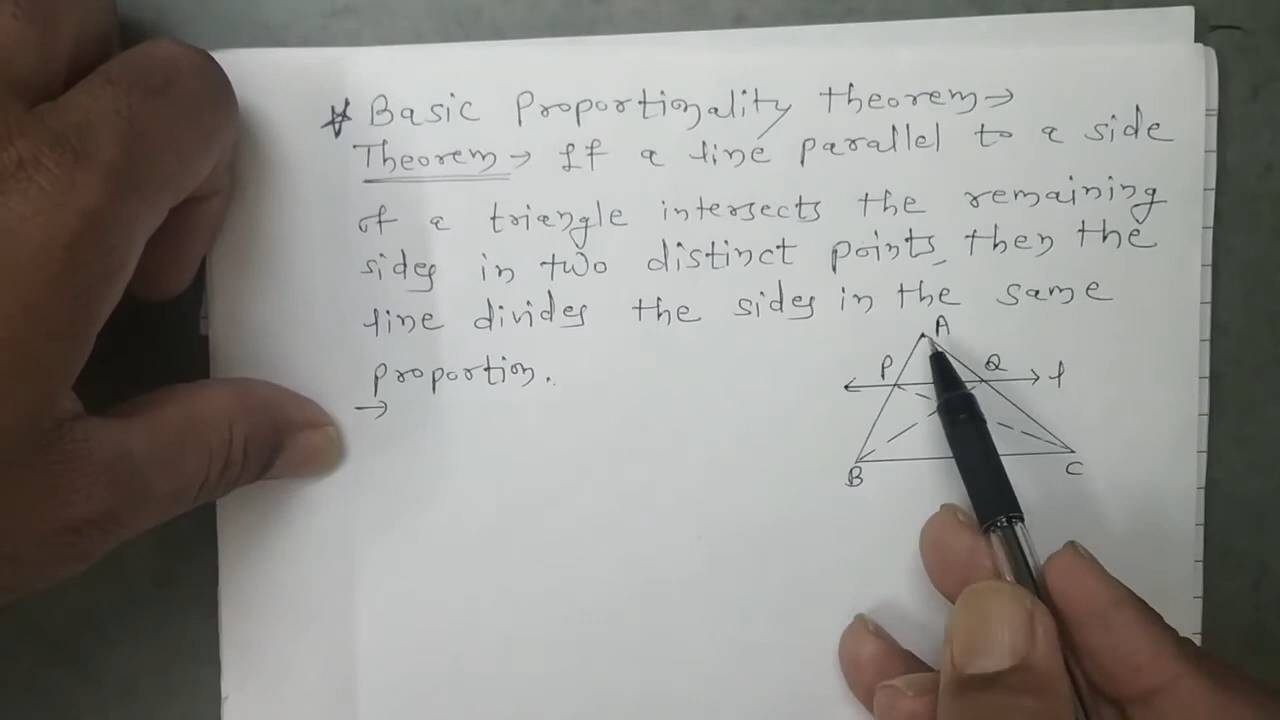 * Basic Proportionality theorem→
Theorem→ If a line parallel to a side
of a triangle intersects the remaining
sides in two distinct points, then the
line divides the sides in the same
proportion.
→
A
P Q l
B C